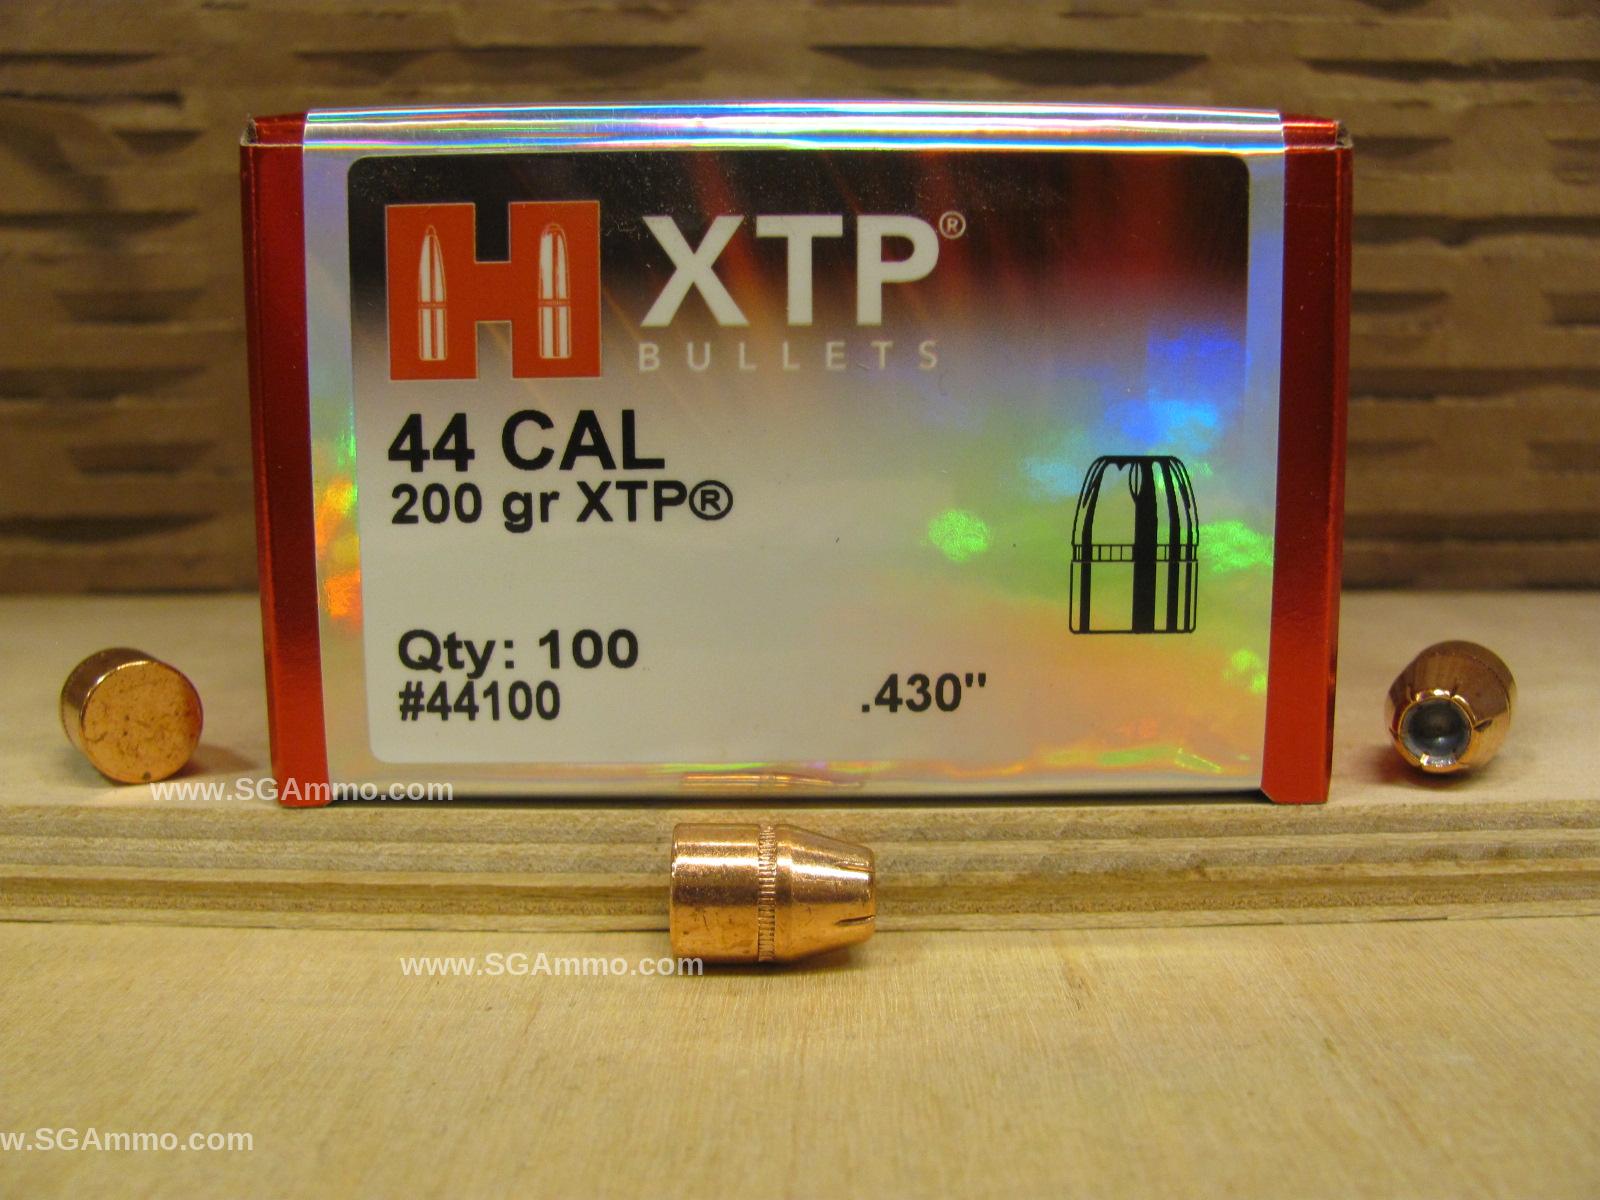 H XTP®
BULLETS
44 CAL
200 gr XTP®
Qty: 100
#44100
.430"
www.SGAmmo.com
www.SGAmmo.com
w.SGAmmo.com